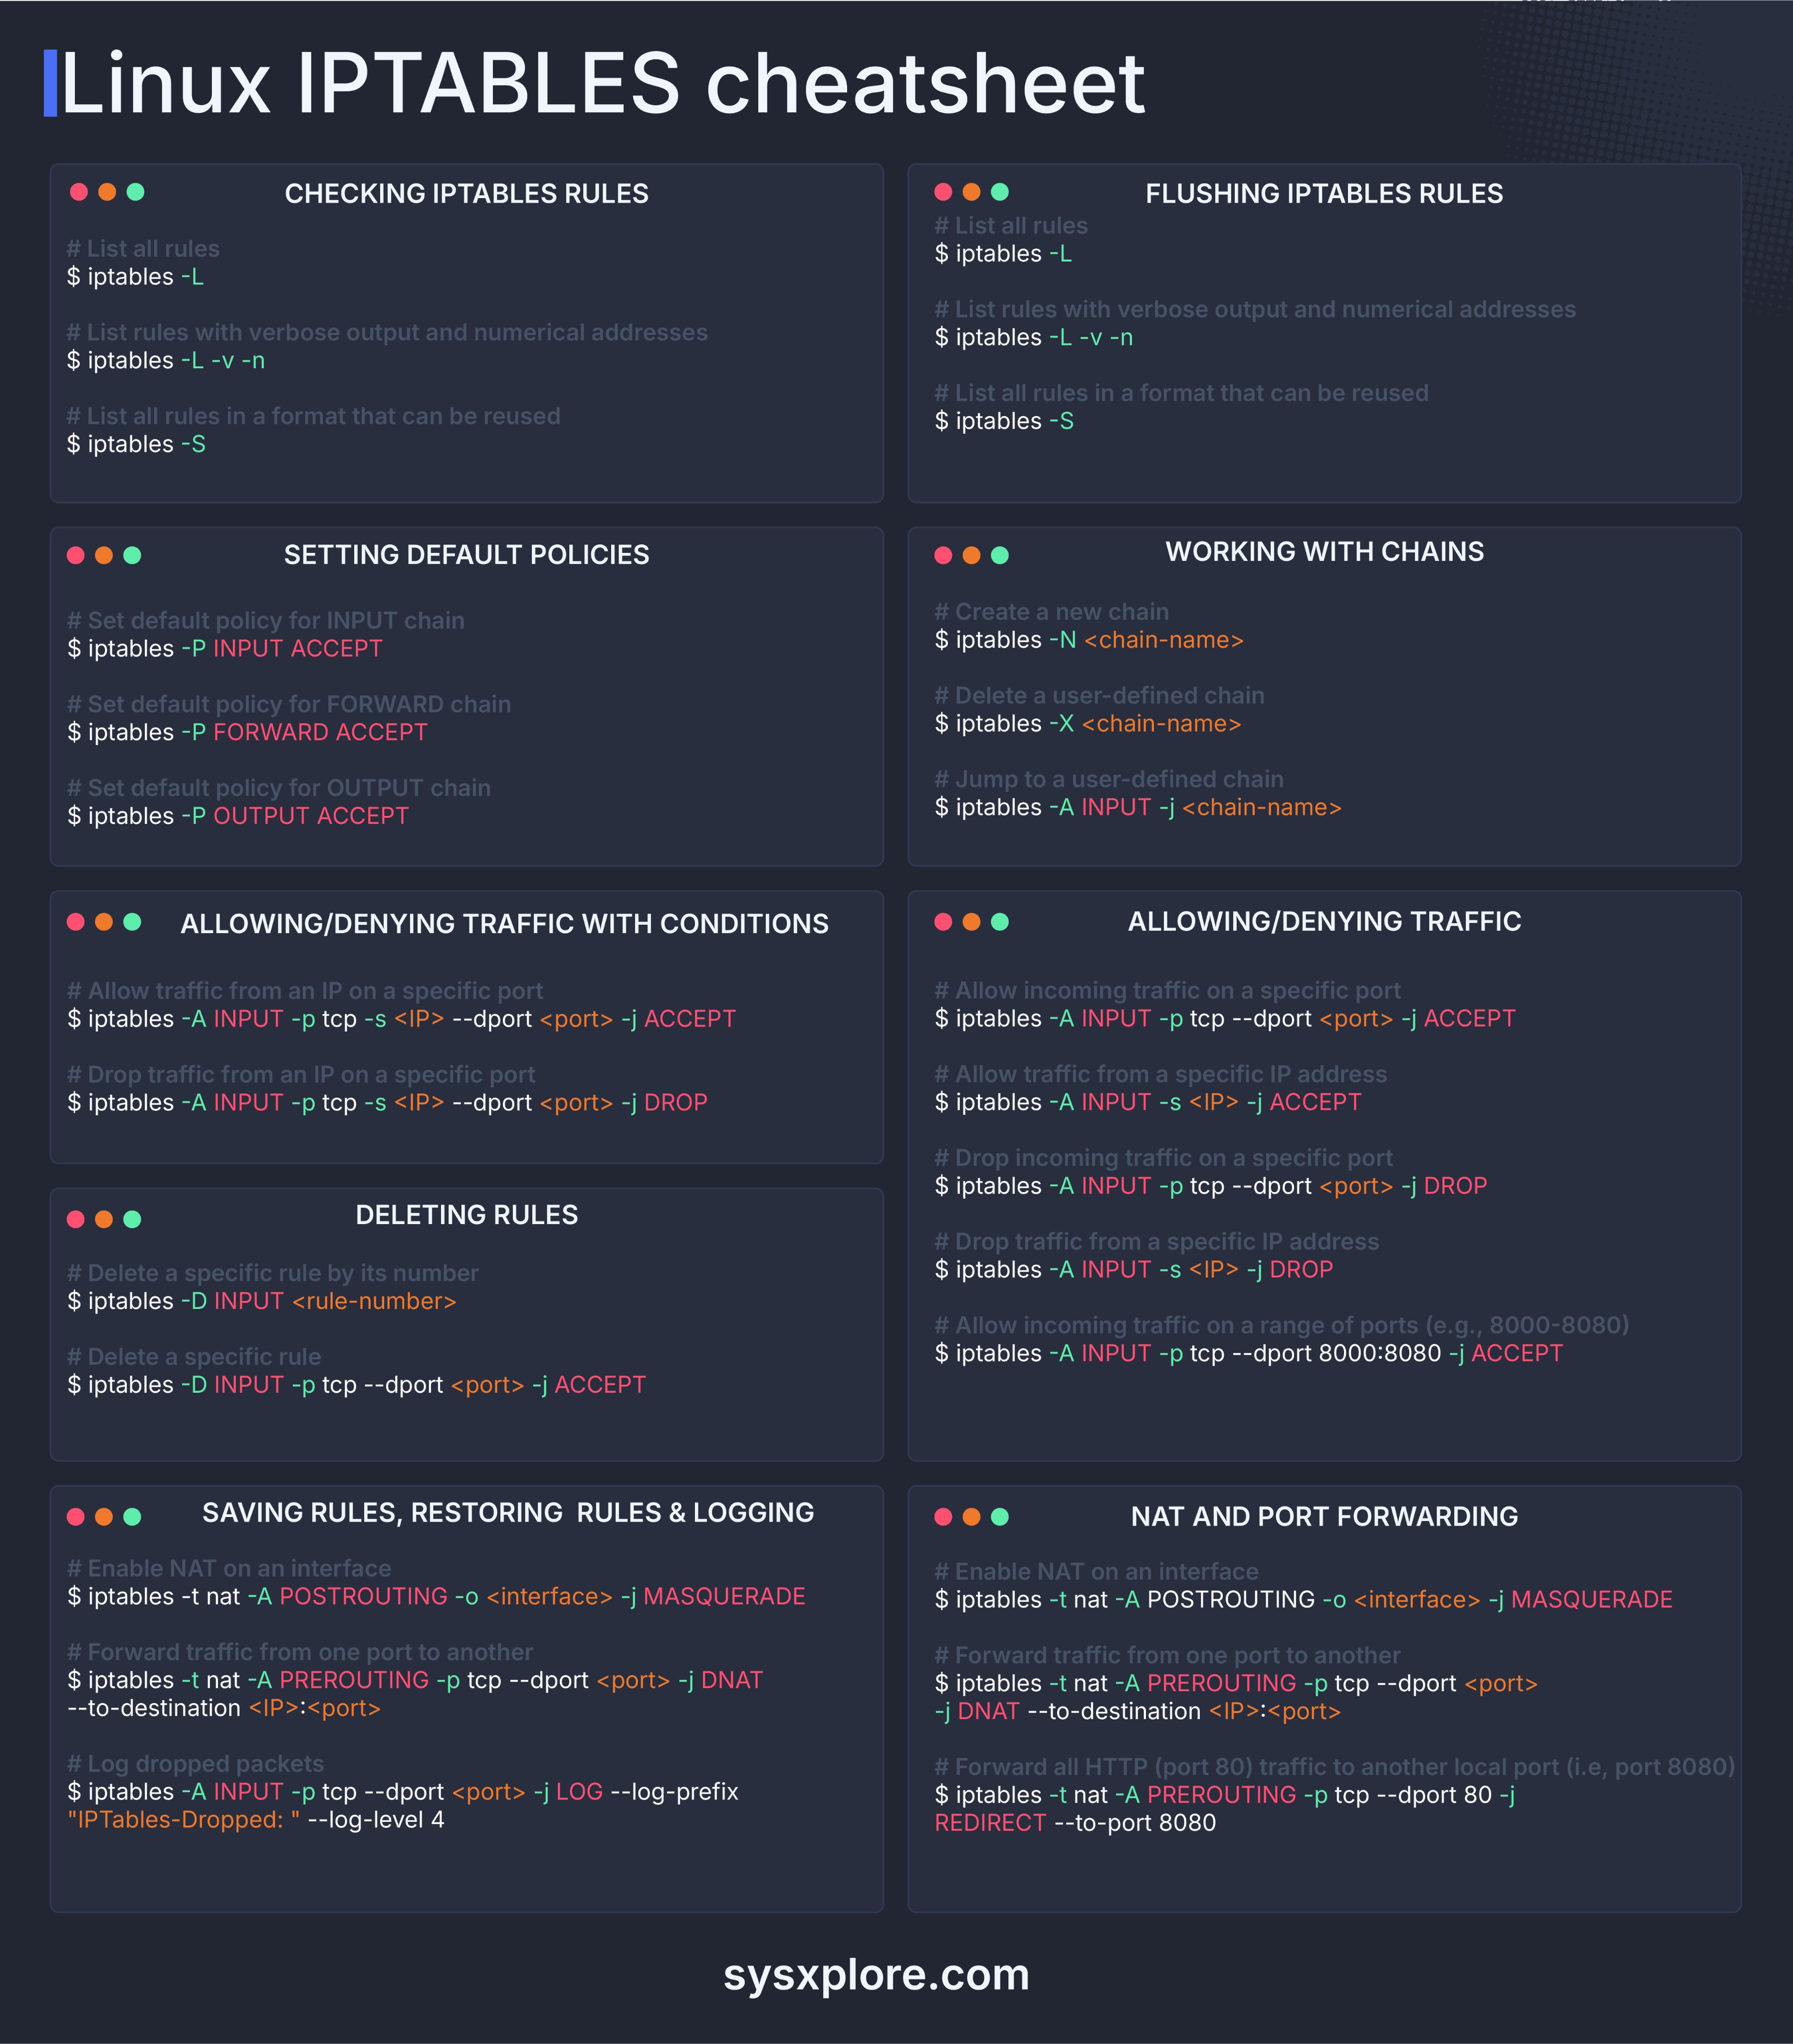 Linux IPTABLES cheatsheet
CHECKING IPTABLES RULES
# List all rules
$ iptables -L
# List rules with verbose output and numerical addresses
$ iptables -L -v -n
# List all rules in a format that can be reused
$ iptables -S
FLUSHING IPTABLES RULES
# List all rules
$ iptables -L
# List rules with verbose output and numerical addresses
$ iptables -L -v -n
# List all rules in a format that can be reused
$ iptables -S
SETTING DEFAULT POLICIES
# Set default policy for INPUT chain
$ iptables -P INPUT ACCEPT
# Set default policy for FORWARD chain
$ iptables -P FORWARD ACCEPT
# Set default policy for OUTPUT chain
$ iptables -P OUTPUT ACCEPT
WORKING WITH CHAINS
# Create a new chain
$ iptables -N <chain-name>
# Delete a user-defined chain
$ iptables -X <chain-name>
# Jump to a user-defined chain
$ iptables -A INPUT -j <chain-name>
ALLOWING/DENYING TRAFFIC WITH CONDITIONS
# Allow traffic from an IP on a specific port
$ iptables -A INPUT -p tcp -s <IP> --dport <port> -j ACCEPT
# Drop traffic from an IP on a specific port
$ iptables -A INPUT -p tcp -s <IP> --dport <port> -j DROP
ALLOWING/DENYING TRAFFIC
# Allow incoming traffic on a specific port
$ iptables -A INPUT -p tcp --dport <port> -j ACCEPT
# Allow traffic from a specific IP address
$ iptables -A INPUT -s <IP> -j ACCEPT
# Drop incoming traffic on a specific port
$ iptables -A INPUT -p tcp --dport <port> -j DROP
# Drop traffic from a specific IP address
$ iptables -A INPUT -s <IP> -j DROP
# Allow incoming traffic on a range of ports (e.g., 8000-8080)
$ iptables -A INPUT -p tcp --dport 8000:8080 -j ACCEPT
DELETING RULES
# Delete a specific rule by its number
$ iptables -D INPUT <rule-number>
# Delete a specific rule
$ iptables -D INPUT -p tcp --dport <port> -j ACCEPT
SAVING RULES, RESTORING RULES & LOGGING
# Enable NAT on an interface
$ iptables -t nat -A POSTROUTING -o <interface> -j MASQUERADE
# Forward traffic from one port to another
$ iptables -t nat -A PREROUTING -p tcp --dport <port> -j DNAT
--to-destination <IP>:<port>
# Log dropped packets
$ iptables -A INPUT -p tcp --dport <port> -j LOG --log-prefix
"IPTables-Dropped: " --log-level 4
NAT AND PORT FORWARDING
# Enable NAT on an interface
$ iptables -t nat -A POSTROUTING -o <interface> -j MASQUERADE
# Forward traffic from one port to another
$ iptables -t nat -A PREROUTING -p tcp --dport <port>
-j DNAT --to-destination <IP>:<port>
# Forward all HTTP (port 80) traffic to another local port (i.e, port 8080)
$ iptables -t nat -A PREROUTING -p tcp --dport 80 -j
REDIRECT --to-port 8080
sysxplore.com